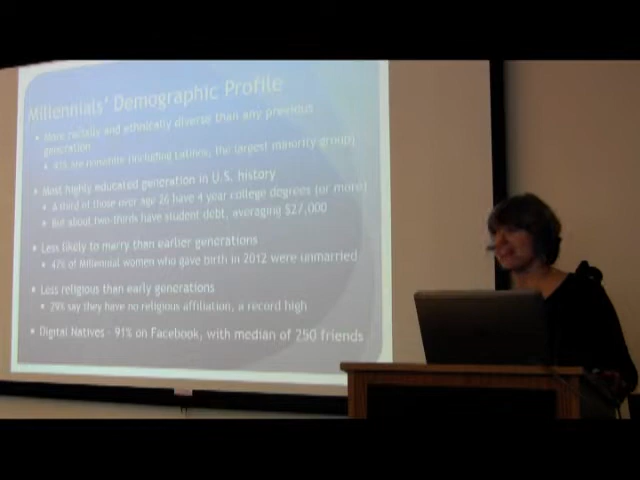 Millennials' Demographic Profile
• More racially and ethnically diverse than any previous
generation
are nonwhite (including Latinos, the largest minority group)
• Most highly educated generation in U.S. history
• A third of those over age 26 have 4 year college degrees (or more)
• But about two-thirds have student debt, averaging $27,000
• Less likely to marry than earlier generations
• 47% of Millennial women who gave birth in 2012 were unmarried
• Less religious than early generations
• 29% say they have no religious affiliation, a record high
• Digital Natives - 91% on Facebook, with median of 250 friends